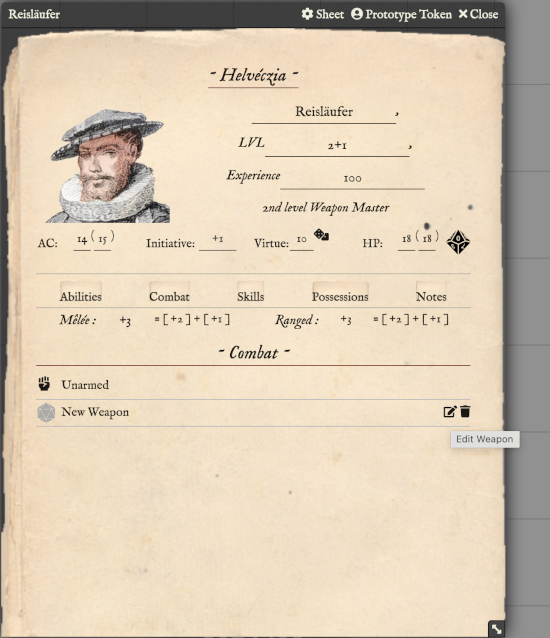 Reisläufer Sheet Prototype Token Close
~ Helvéczia ~
Reisläufer ,
LVL 2+1 ,
Experience 100
2nd level Weapon Master
AC: 14 ( 15 ) Initiative: +1 Virtue: 10 HP: 18 ( 18 )
Abilities Combat Skills Possessions Notes
Mêlée : +3 = [ +2 ] + [ +1 ] Ranged : +3 = [ +2 ] + [ +1 ]
~ Combat ~
Unarmed
New Weapon
Edit Weapon